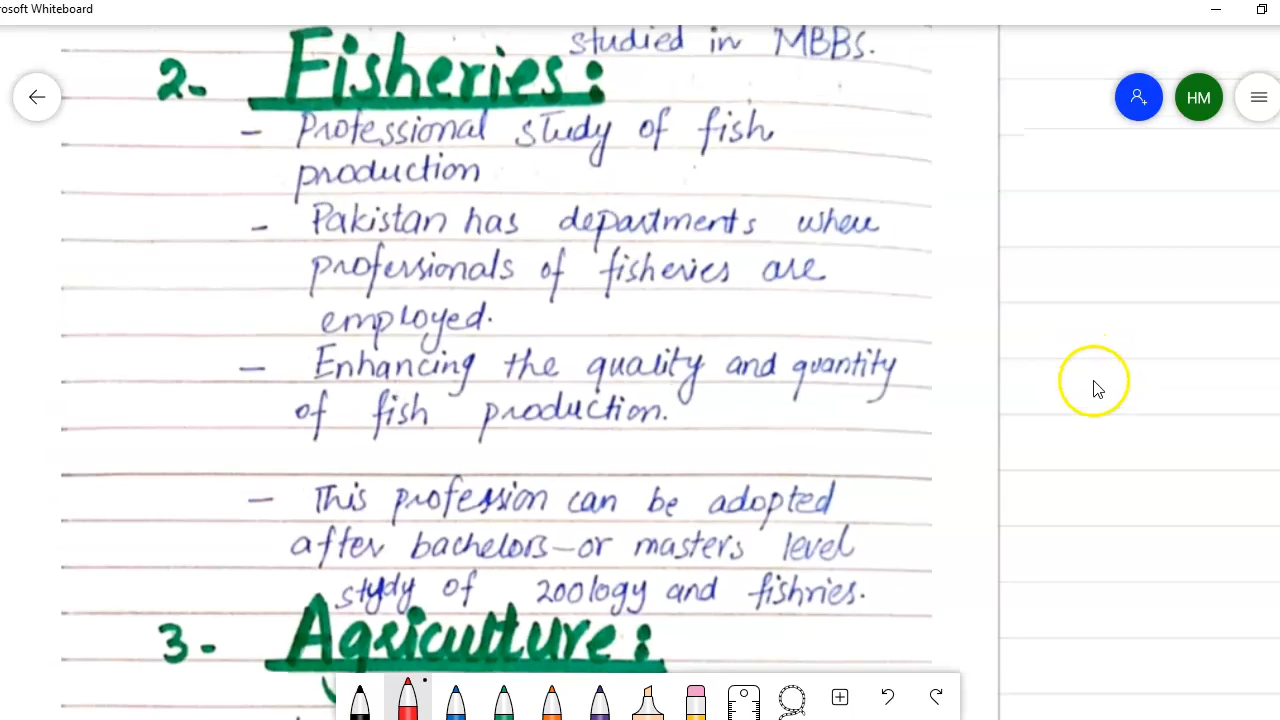 rosoft Whiteboard
studied in MBBs.
2- Fisheries:
HM
- Professional study of fish
production
- Pakistan has departments where
professionals of fisheries are
employed.
- Enhancing the quality and quantity
of fish production.
- This profession can be adopted
after bachelors-or masters level
study of zoology and fishries.
3- Agriculture: